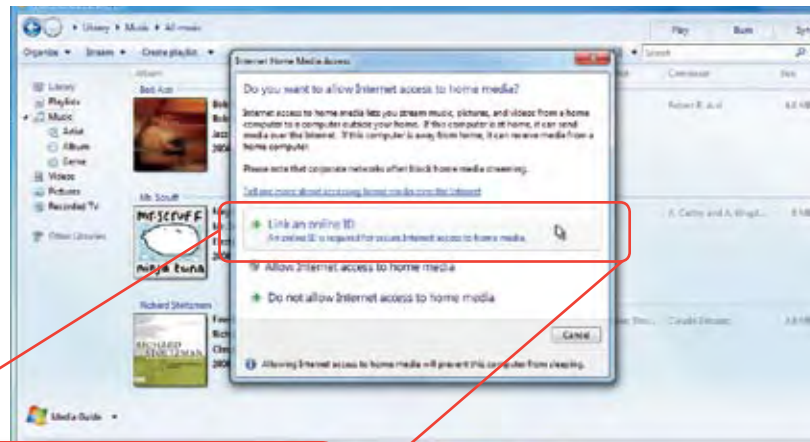 Library ▸ Music ▸ All music
Play Burn
Organize Stream Create playlist
Search
Internet Home Media Access
Album
Library
Playlists
Music
Artist
Album
Genre
Videos
Pictures
Recorded TV
Other Libraries
Do you want to allow Internet access to home media?
Internet access to home media lets you stream music, pictures, and videos from a home
computer to a computer outside your home. If this computer is at home, it can send
media over the Internet. If this computer is away from home, it can receive media from a
home computer.
Please note that corporate networks often block home media streaming.
Tell me more about accessing home media over the Internet
Link an online ID
An online ID is required for secure Internet access to home media
Allow Internet access to home media
Do not allow Internet access to home media
Cancel
Allowing Internet access to home media will prevent this computer from sleeping.
Mr. Scruff
MR SCRUFF
ninja tuna
Richard Stoltzman
RICHARD
STOLTZMAN
Media Guide